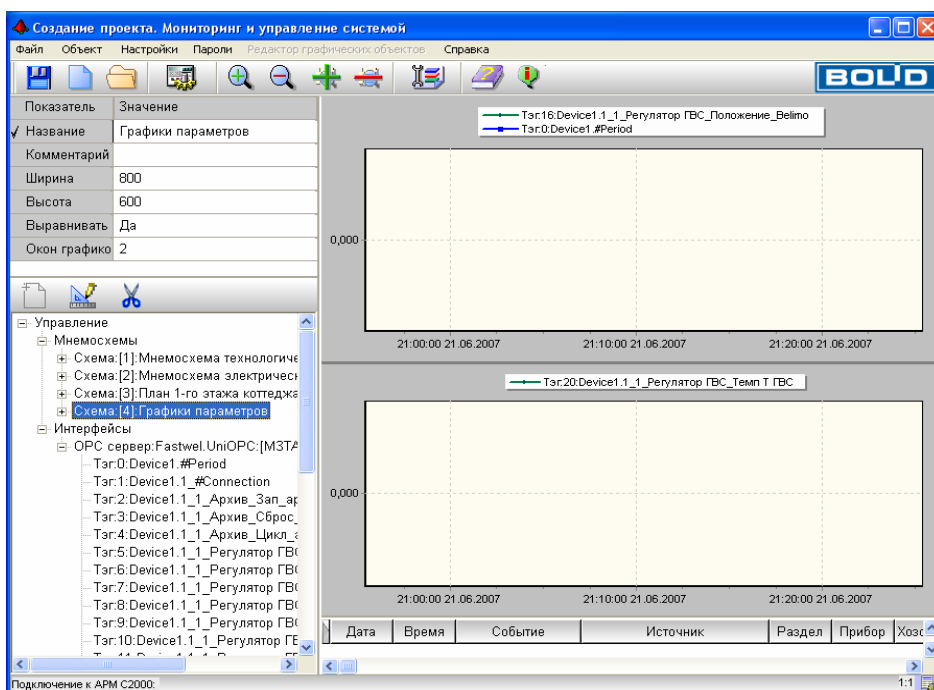 Создание проекта. Мониторинг и управление системой
Файл Объект Настройки Пароли Редактор графических объектов Справка
BOLID
Показатель Значение
Название Графики параметров
Комментарий
Ширина 800
Высота 600
Выравнивать Да
Окон графико 2
Управление
Мнемосхемы
Схема:[1]:Мнемосхема технологиче
Схема:[2]:Мнемосхема электричесн
Схема:[3]:План 1-го этажа коттеджа
Схема:[4]:Графики параметров
Интерфейсы
OPC сервер:Fastwel.UniOPC:[МЗТА
Тэг:0:Device1.#Period
Тэг:1:Device1.1_#Connection
Тэг:2:Device1.1_1_Архив_Зап_ар
Тэг:3:Device1.1_1_Архив_Сброс_
Тэг:4:Device1.1_1_Архив_Цикл_а
Тэг:5:Device1.1_1_Регулятор ГВС
Тэг:6:Device1.1_1_Регулятор ГВС
Тэг:7:Device1.1_1_Регулятор ГВС
Тэг:8:Device1.1_1_Регулятор ГВС
Тэг:9:Device1.1_1_Регулятор ГВС
Тэг:10:Device1.1_1_Регулятор ГЕ
Тэг:16:Device1.1_1_Регулятор ГВС_Положение_Belimo
Тэг:0:Device1.#Period
0,000
21:00:00 21.06.2007 21:10:00 21.06.2007 21:20:00 21.06.2007
Тэг:20:Device1.1_1_Регулятор ГВС_Темп Т ГВС
0,000
21:00:00 21.06.2007 21:10:00 21.06.2007 21:20:00 21.06.2007
Дата Время Событие Источник Раздел Прибор Хозо
Подключение к АРМ С2000: 1:1